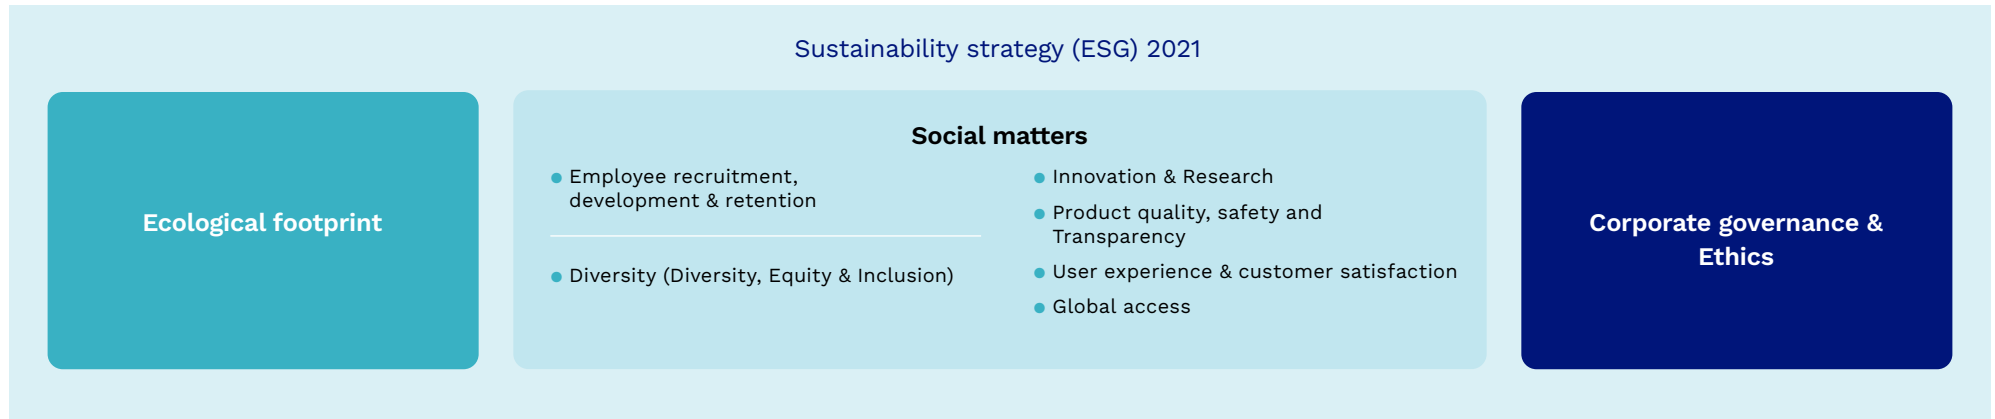 Sustainability strategy (ESG) 2021
Ecological footprint
Social matters
Employee recruitment,
development & retention
Diversity (Diversity, Equity & Inclusion)
Innovation & Research
Product quality, safety and
Transparency
User experience & customer satisfaction
Global access
Corporate governance &
Ethics